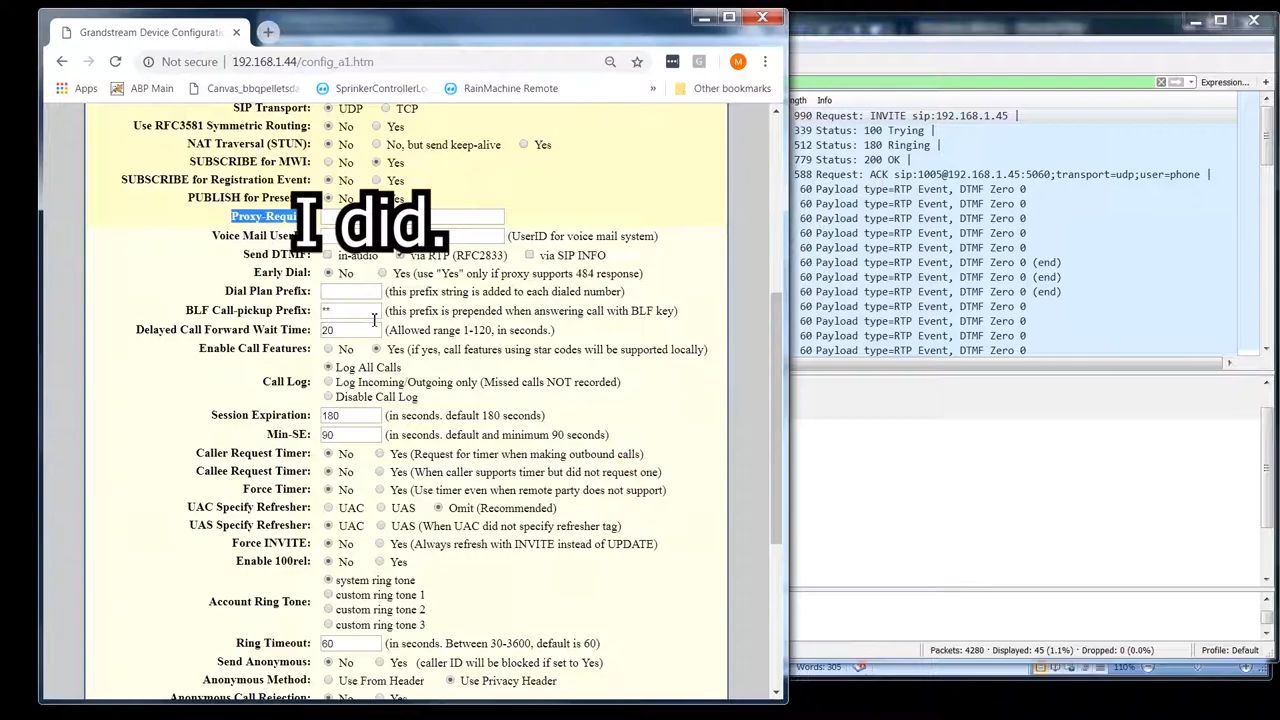 Grandstream Device Configurati
Not secure | 192.168.1.44/config_a1.htm
Apps ABP Main Canvas_bbqpelletsda SprinkerControllerLo RainMachine Remote » Other bookmarks
SIP Transport: UDP TCP
Use RFC3581 Symmetric Routing: No Yes
NAT Traversal (STUN): No No, but send keep-alive Yes
SUBSCRIBE for MWI: No Yes
SUBSCRIBE for Registration Event: No Yes
PUBLISH for Prese No Yes
Proxy-Requi
I did.
Voice Mail User (UserID for voice mail system)
Send DTMF: in-audio via RTP (RFC2833) via SIP INFO
Early Dial: No Yes (use "Yes" only if proxy supports 484 response)
Dial Plan Prefix: (this prefix string is added to each dialed number)
BLF Call-pickup Prefix: ** (this prefix is prepended when answering call with BLF key)
Delayed Call Forward Wait Time: 20 (Allowed range 1-120, in seconds.)
Enable Call Features: No Yes (if yes, call features using star codes will be supported locally)
Log All Calls
Call Log: Log Incoming/Outgoing only (Missed calls NOT recorded)
Disable Call Log
Session Expiration: 180 (in seconds. default 180 seconds)
Min-SE: 90 (in seconds. default and minimum 90 seconds)
Caller Request Timer: No Yes (Request for timer when making outbound calls)
Callee Request Timer: No Yes (When caller supports timer but did not request one)
Force Timer: No Yes (Use timer even when remote party does not support)
UAC Specify Refresher: UAC UAS Omit (Recommended)
UAS Specify Refresher: UAC UAS (When UAC did not specify refresher tag)
Force INVITE: No Yes (Always refresh with INVITE instead of UPDATE)
Enable 100rel: No Yes
system ring tone
Account Ring Tone: custom ring tone 1
custom ring tone 2
custom ring tone 3
Ring Timeout: 60 (in seconds. Between 30-3600, default is 60)
Send Anonymous: No Yes (caller ID will be blocked if set to Yes)
Anonymous Method: Use From Header Use Privacy Header
Anonymous Call Rejection: No Yes
Expression... +
ngth Info
990 Request: INVITE sip:192.168.1.45 |
339 Status: 100 Trying |
512 Status: 180 Ringing |
779 Status: 200 OK |
588 Request: ACK sip:1005@192.168.1.45:5060;transport=udp;user=phone |
60 Payload type=RTP Event, DTMF Zero 0
60 Payload type=RTP Event, DTMF Zero 0
60 Payload type=RTP Event, DTMF Zero 0
60 Payload type=RTP Event, DTMF Zero 0
60 Payload type=RTP Event, DTMF Zero 0 (end)
60 Payload type=RTP Event, DTMF Zero 0 (end)
60 Payload type=RTP Event, DTMF Zero 0 (end)
60 Payload type=RTP Event, DTMF Zero 0
60 Payload type=RTP Event, DTMF Zero 0
60 Payload type=RTP Event, DTMF Zero 0
60 Payload type=RTP Event, DTMF Zero 0
Packets: 4280 · Displayed: 45 (1.1%) · Dropped: 0 (0.0%) Profile: Default
Words: 305 110%